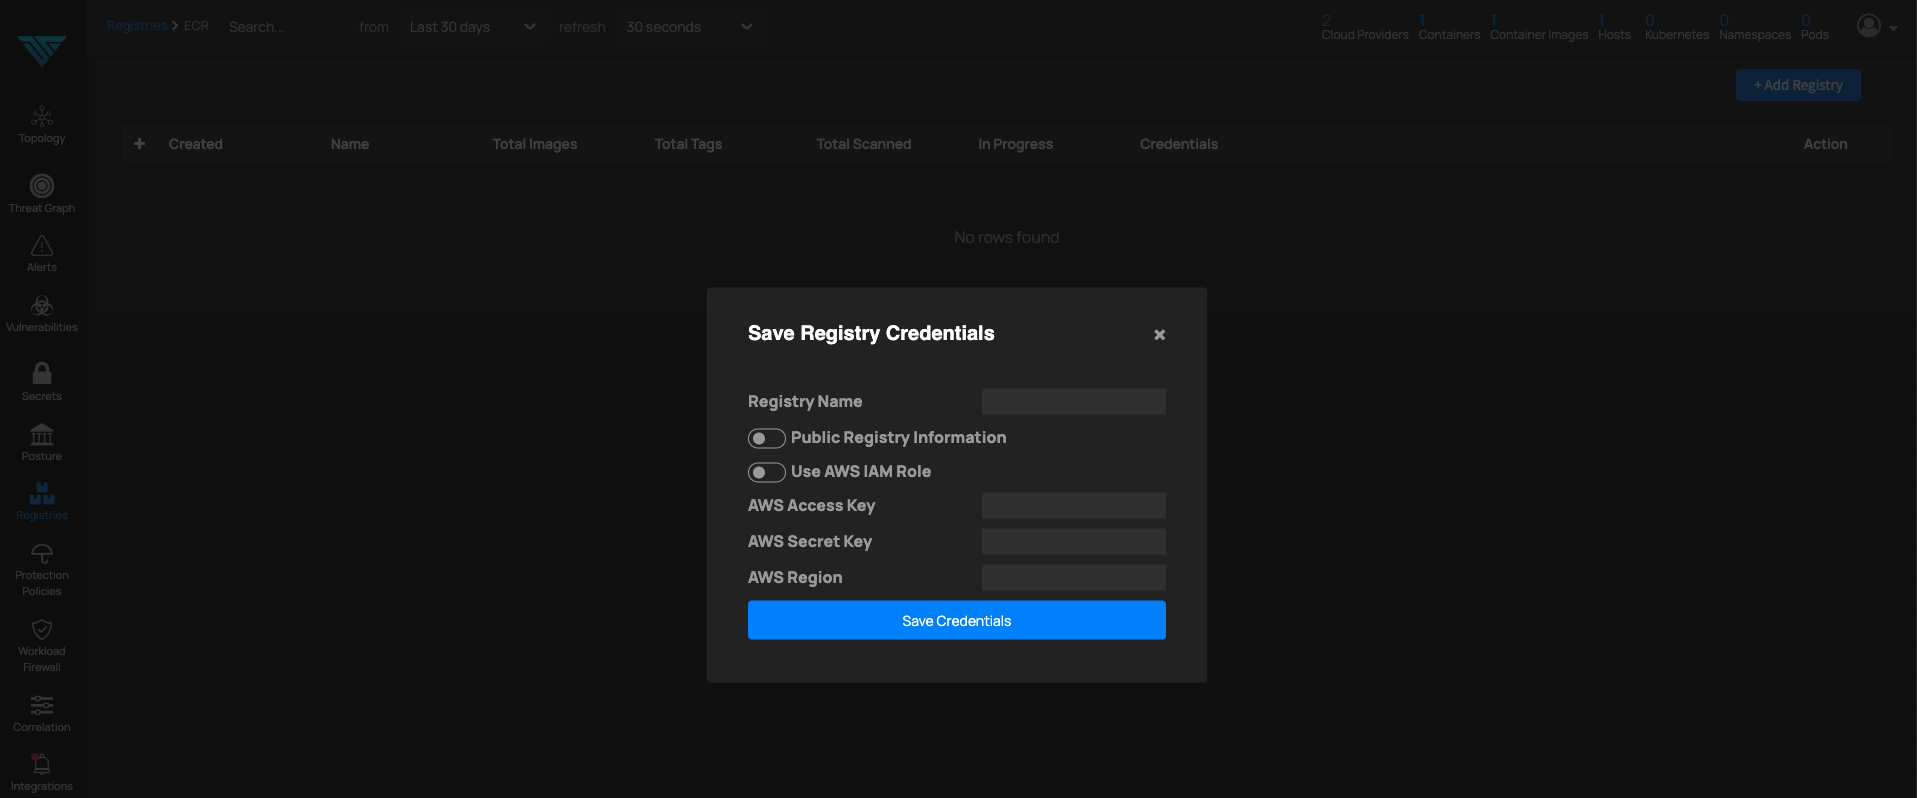 Registries > ECR Search... from Last 30 days refresh 30 seconds
2 1 1 1 0 0 0
Cloud Providers Containers Container Images Hosts Kubernetes Namespaces Pods
+ Add Registry
Topology
Threat Graph
Alerts
Vulnerabilities
Secrets
Posture
Registries
Protection
Policies
Workload
Firewall
Correlation
Integrations
+ Created Name Total Images Total Tags Total Scanned In Progress Credentials Action
No rows found
Save Registry Credentials
Registry Name
Public Registry Information
Use AWS IAM Role
AWS Access Key
AWS Secret Key
AWS Region
Save Credentials